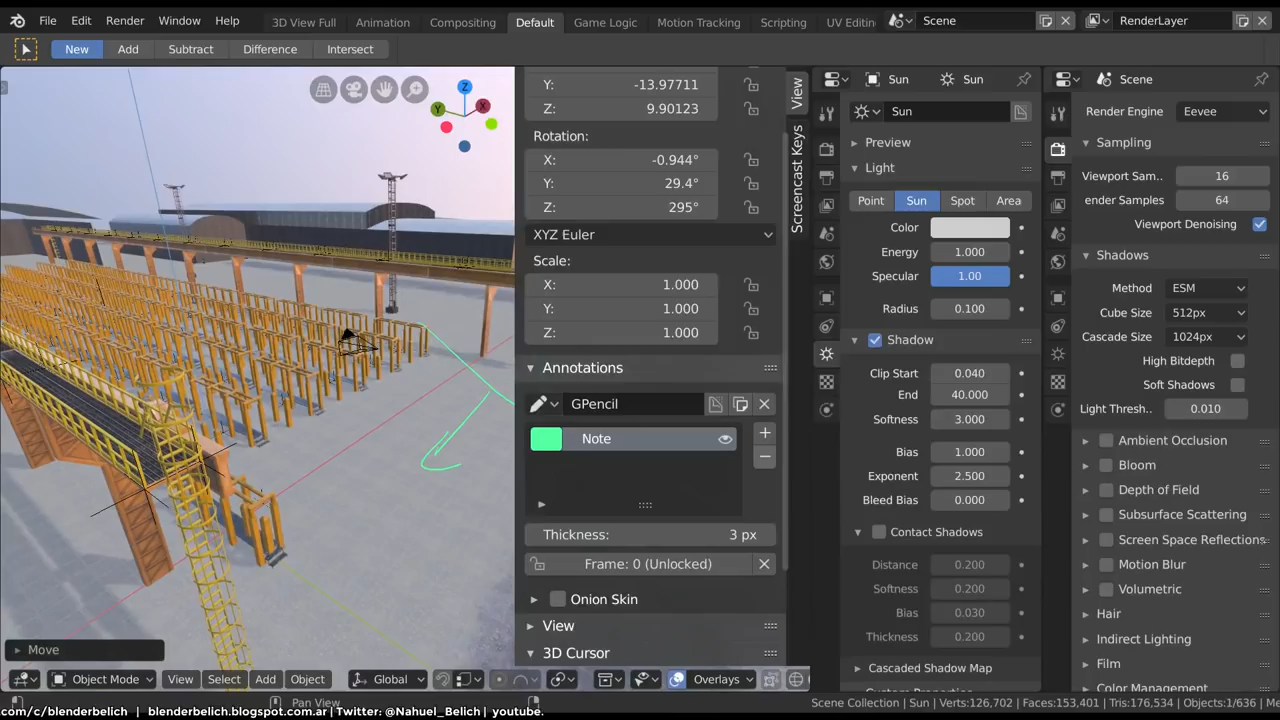 File Edit Render Window Help 3D View Full Animation Compositing Default Game Logic Motion Tracking Scripting UV Editin Scene RenderLayer
New Add Subtract Difference Intersect
Y: -13.97711
Z: 9.90123
Rotation:
X: -0.944°
Y: 29.4°
Z: 295°
XYZ Euler
Scale:
X: 1.000
Y: 1.000
Z: 1.000
Annotations
GPencil
Note
Thickness: 3 px
Frame: 0 (Unlocked)
Onion Skin
View
3D Cursor
View
Screencast Keys
Z
Y
X
Move
Sun Sun
Sun
Preview
Light
Point Sun Spot Area
Color
Energy 1.000
Specular 1.00
Radius 0.100
Shadow
Clip Start 0.040
End 40.000
Softness 3.000
Bias 1.000
Exponent 2.500
Bleed Bias 0.000
Contact Shadows
Distance 0.200
Softness 0.200
Bias 0.030
Thickness 0.200
Cascaded Shadow Map
Custom Properties
Scene
Render Engine Eevee
Sampling
Viewport Sam.. 16
ender Samples 64
Viewport Denoising
Shadows
Method ESM
Cube Size 512px
Cascade Size 1024px
High Bitdepth
Soft Shadows
Light Thresh.. 0.010
Ambient Occlusion
Bloom
Depth of Field
Subsurface Scattering
Screen Space Reflections
Motion Blur
Volumetric
Hair
Indirect Lighting
Film
Color Management
Object Mode View Select Add Object Global Overlays
Pan View Scene Collection | Verts:126,702 | Faces:153,401 | Tris:176,534 | Objects:1/636 | Me
com/c/blenderbelich | blenderbelich.blogspot.com.ar | Twitter: @Nahuel_Belich | youtube.